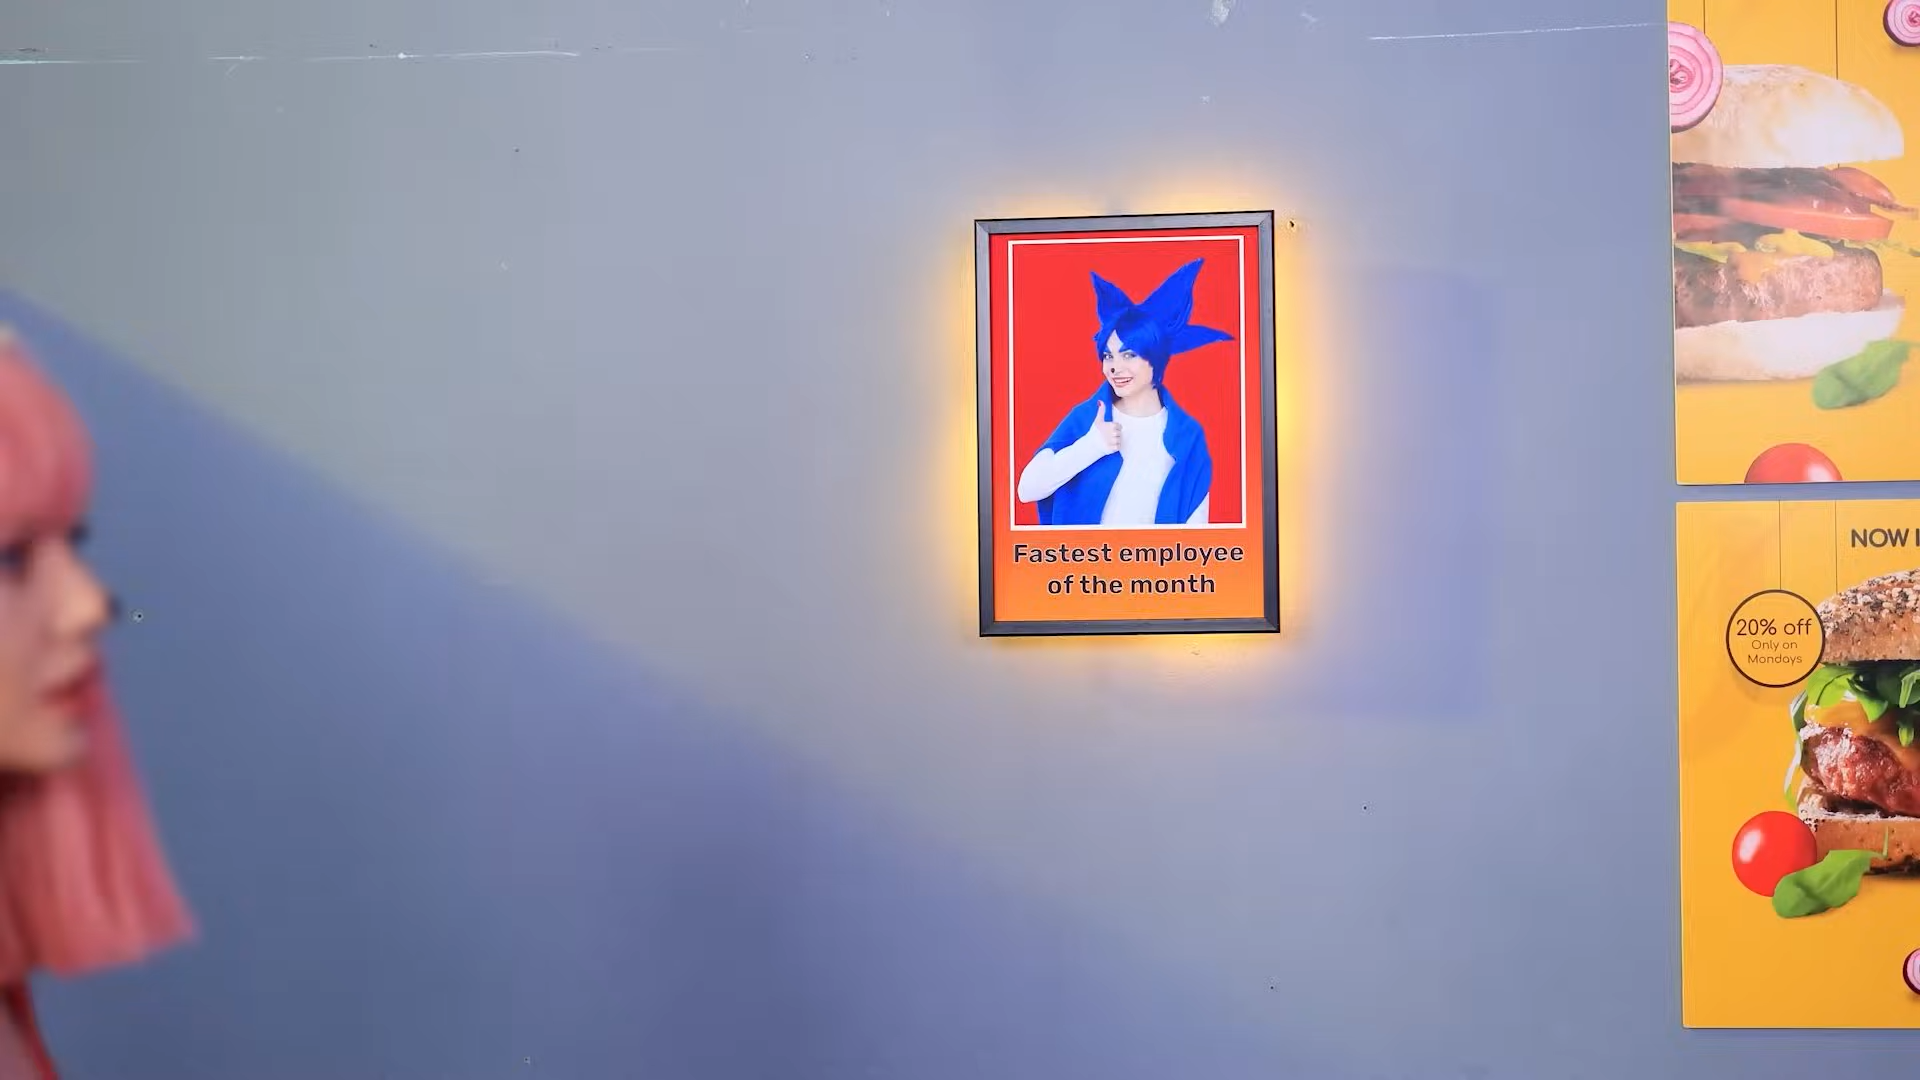 Fastest employee
of the month
NOW I
20% off
Only on
Mondays